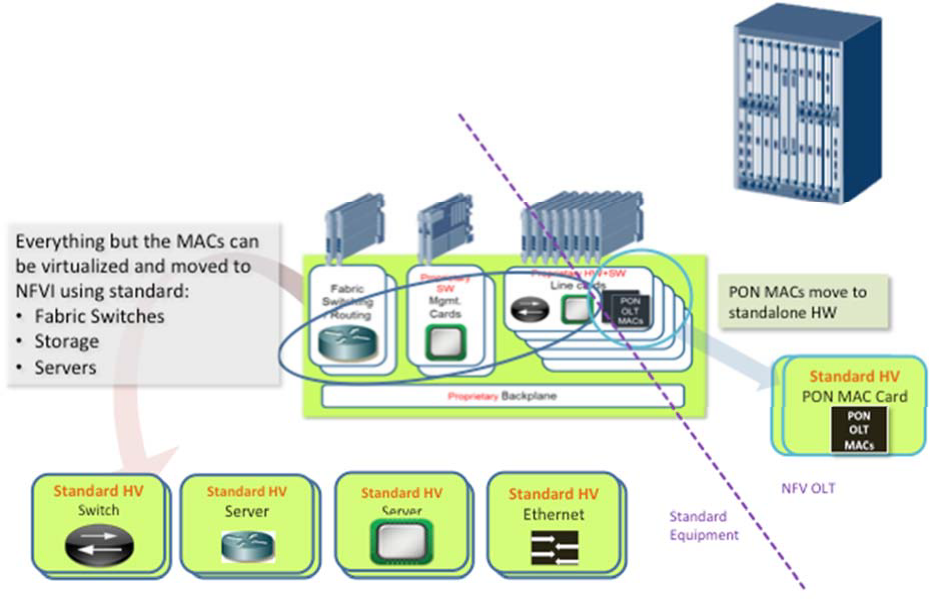 Everything but the MACs can
be virtualized and moved to
NFVI using standard:
• Fabric Switches
• Storage
• Servers
Fabric
Switching
Routing
Proprietary
SW
Mgmt.
Cards
Proprietary HW+SW
Line cards
PON
OLT
MACs
Proprietary Backplane
PON MACs move to
standalone HW
Standard HV
PON MAC Card
PON
OLT
MACs
NFV OLT
Standard
Equipment
Standard HV
Switch
Standard HV
Server
Standard HV
Server
Standard HV
Ethernet